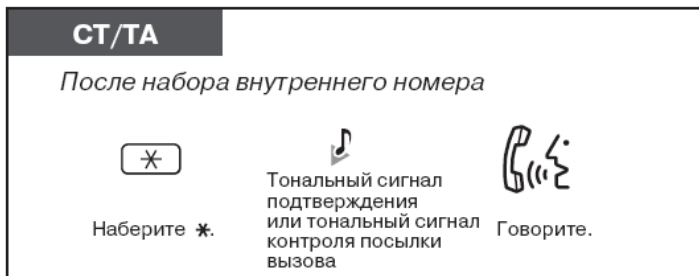 СТ/ТА
После набора внутреннего номера
Наберите ✱.
Тональный сигнал
подтверждения
или тональный сигнал
контроля посылки
вызова
Говорите.